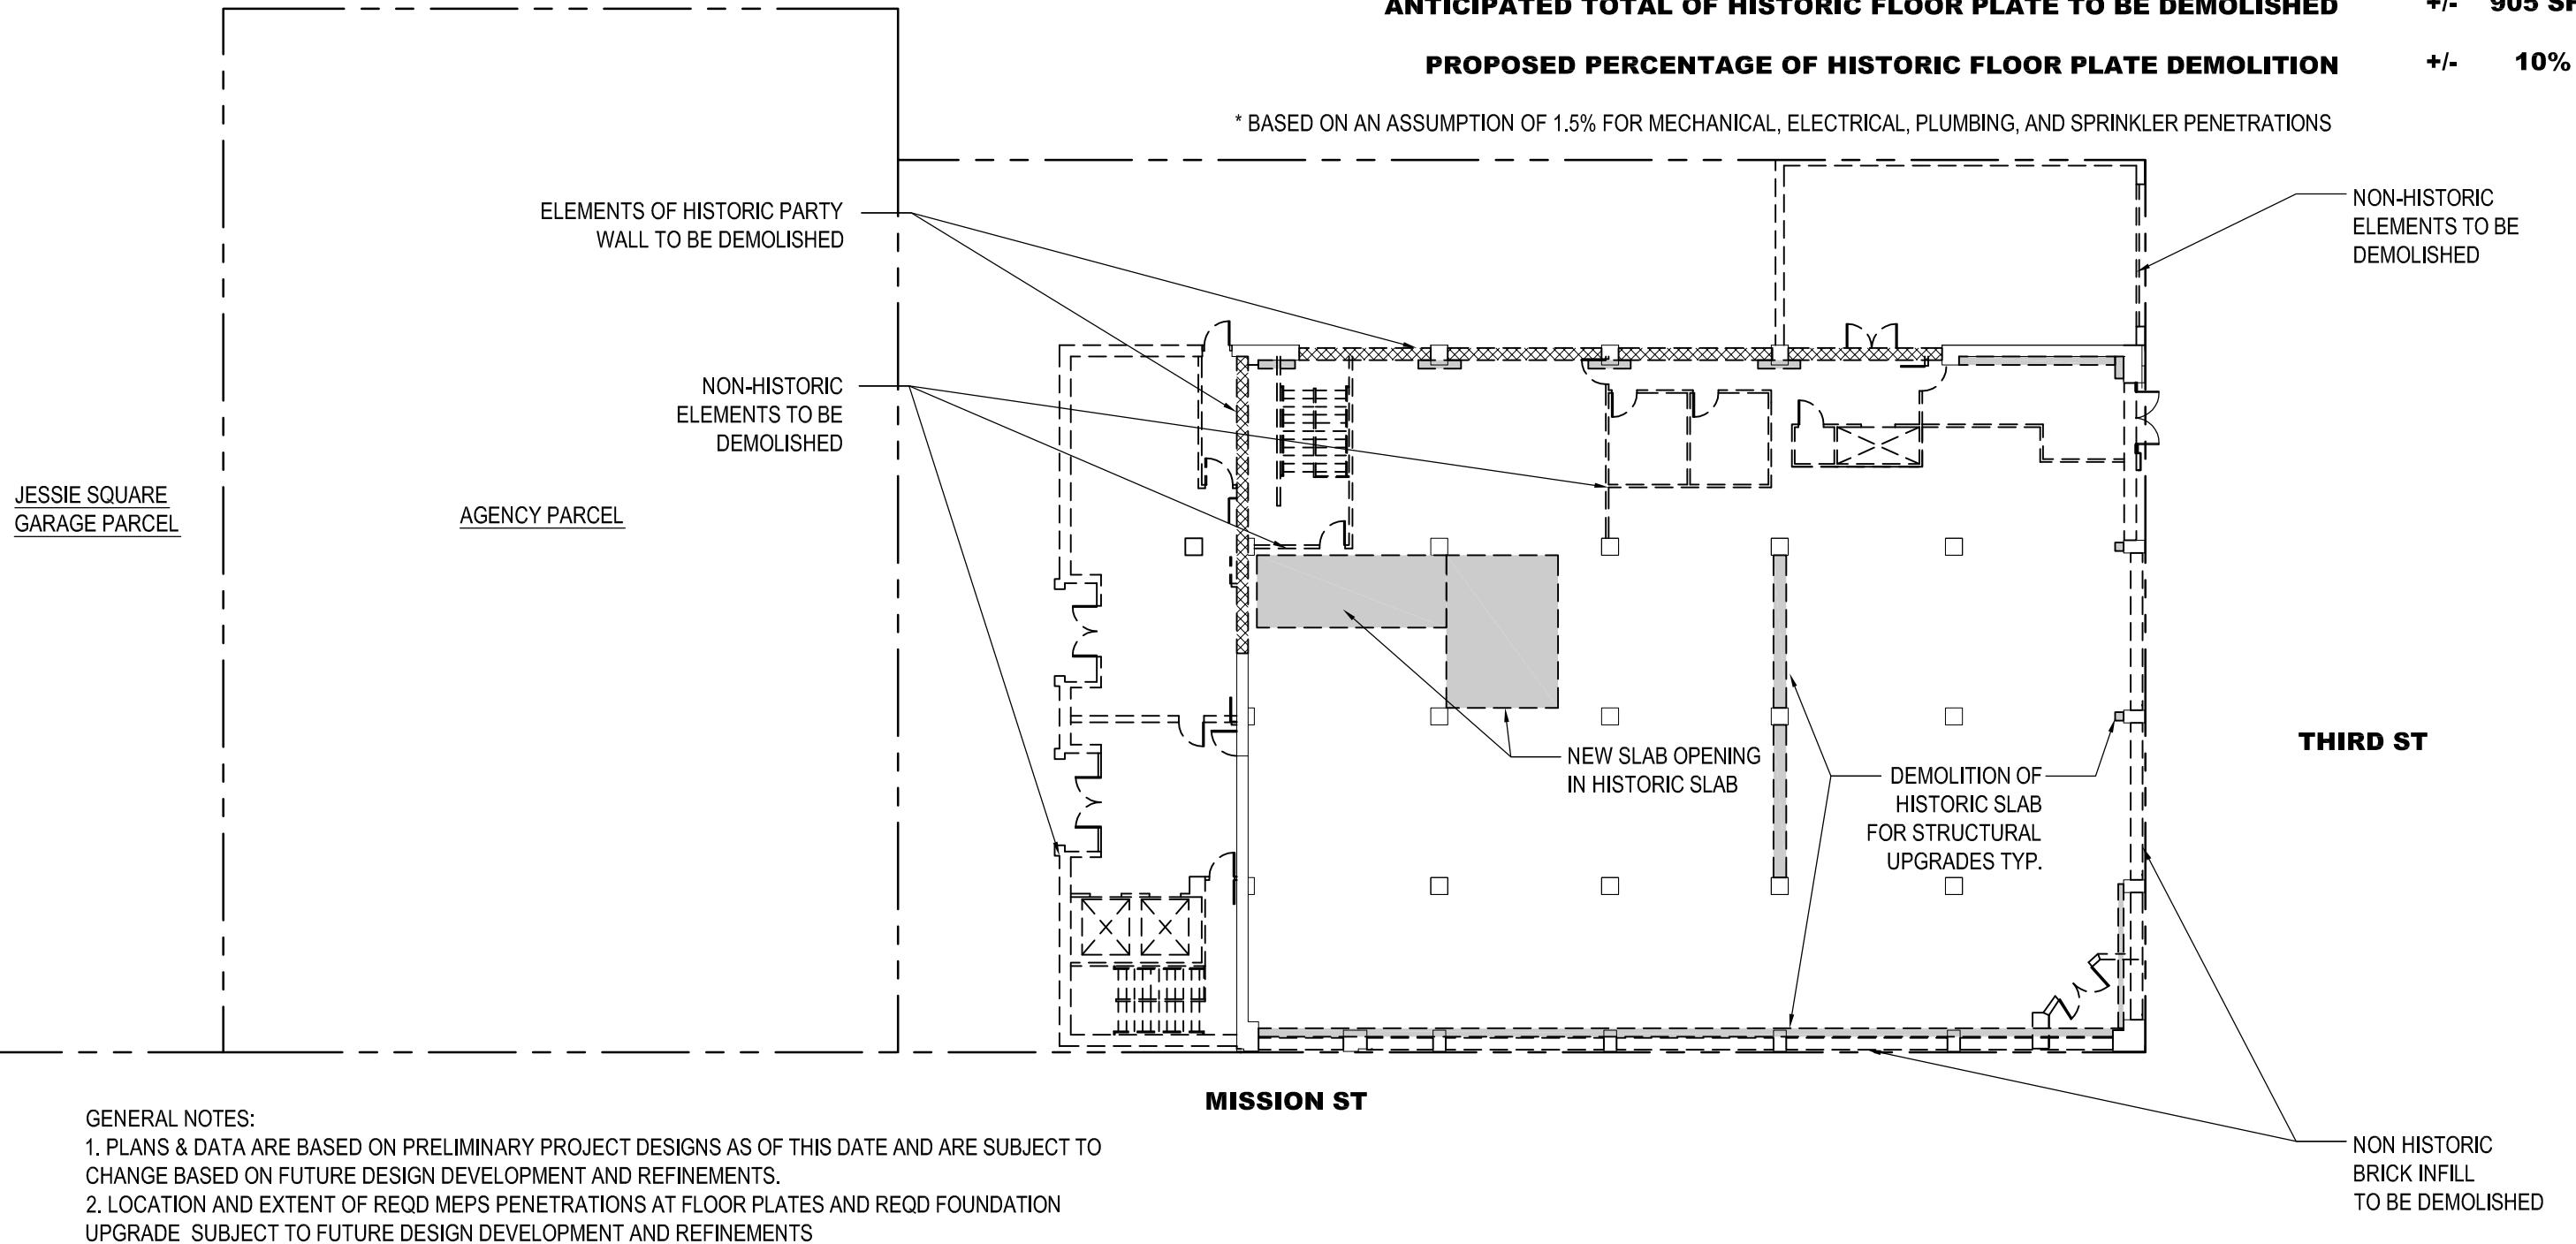 ANTICIPATED TOTAL OF HISTORIC FLOOR PLATE TO BE DEMOLISHED +/- 905 SF
PROPOSED PERCENTAGE OF HISTORIC FLOOR PLATE DEMOLITION +/- 10%
* BASED ON AN ASSUMPTION OF 1.5% FOR MECHANICAL, ELECTRICAL, PLUMBING, AND SPRINKLER PENETRATIONS
ELEMENTS OF HISTORIC PARTY
WALL TO BE DEMOLISHED
NON-HISTORIC
ELEMENTS TO BE
DEMOLISHED
NON-HISTORIC
ELEMENTS TO BE
DEMOLISHED
JESSIE SQUARE
GARAGE PARCEL
AGENCY PARCEL
THIRD ST
NEW SLAB OPENING
IN HISTORIC SLAB
DEMOLITION OF
HISTORIC SLAB
FOR STRUCTURAL
UPGRADES TYP.
MISSION ST
GENERAL NOTES:
1. PLANS & DATA ARE BASED ON PRELIMINARY PROJECT DESIGNS AS OF THIS DATE AND ARE SUBJECT TO
CHANGE BASED ON FUTURE DESIGN DEVELOPMENT AND REFINEMENTS.
2. LOCATION AND EXTENT OF REQD MEPS PENETRATIONS AT FLOOR PLATES AND REQD FOUNDATION
UPGRADE SUBJECT TO FUTURE DESIGN DEVELOPMENT AND REFINEMENTS
NON HISTORIC
BRICK INFILL
TO BE DEMOLISHED